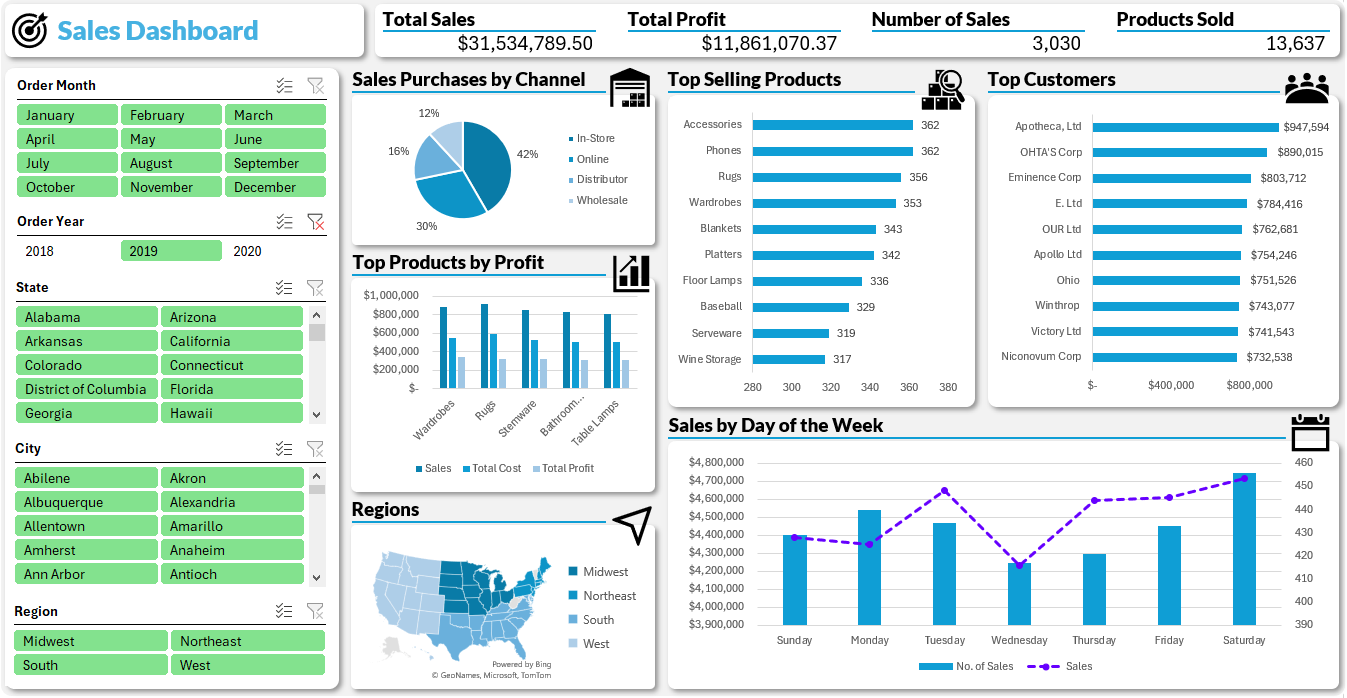 Sales Dashboard
Total Sales
$31,534,789.50
Total Profit
$11,861,070.37
Number of Sales
3,030
Products Sold
13,637
Order Month
January February March
April May June
July August September
October November December
Order Year
2018 2019 2020
State
Alabama Arizona
Arkansas California
Colorado Connecticut
District of Columbia Florida
Georgia Hawaii
City
Abilene Akron
Albuquerque Alexandria
Allentown Amarillo
Amherst Anaheim
Ann Arbor Antioch
Region
Midwest Northeast
South West
Sales Purchases by Channel
12%
16%
42%
30%
In-Store
Online
Distributor
Wholesale
Top Products by Profit
$1,000,000
$800,000
$600,000
$400,000
$200,000
$-
Wardrobes
Rugs
Stemware
Bathroom...
Table Lamps
Sales Total Cost Total Profit
Regions
Midwest
Northeast
South
West
Powered by Bing
© GeoNames, Microsoft, TomTom
Top Selling Products
Accessories 362
Phones 362
Rugs 356
Wardrobes 353
Blankets 343
Platters 342
Floor Lamps 336
Baseball 329
Serveware 319
Wine Storage 317
280 300 320 340 360 380
Top Customers
Apotheca, Ltd $947,594
OHTA'S Corp $890,015
Eminence Corp $803,712
E. Ltd $784,416
OUR Ltd $762,681
Apollo Ltd $754,246
Ohio $751,526
Winthrop $743,077
Victory Ltd $741,543
Niconovum Corp $732,538
$- $400,000 $800,000
Sales by Day of the Week
$4,800,000
$4,700,000
$4,600,000
$4,500,000
$4,400,000
$4,300,000
$4,200,000
$4,100,000
$4,000,000
$3,900,000
460
450
440
430
420
410
400
390
Sunday Monday Tuesday Wednesday Thursday Friday Saturday
No. of Sales Sales